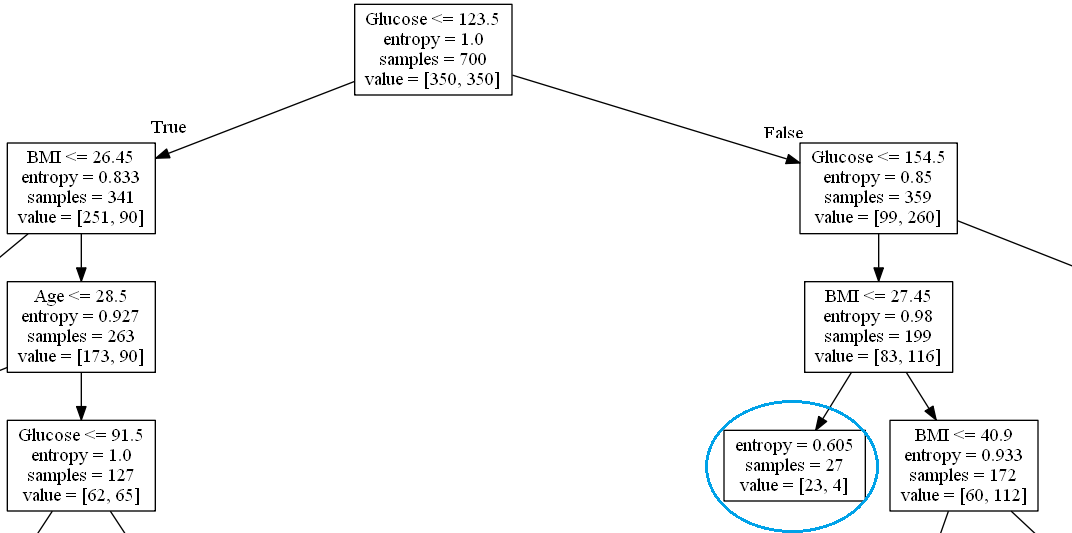 Glucose <= 123.5
entropy = 1.0
samples = 700
value = [350, 350]
True
False
BMI <= 26.45
entropy = 0.833
samples = 341
value = [251, 90]
Glucose <= 154.5
entropy = 0.85
samples = 359
value = [99, 260]
Age <= 28.5
entropy = 0.927
samples = 263
value = [173, 90]
BMI <= 27.45
entropy = 0.98
samples = 199
value = [83, 116]
Glucose <= 91.5
entropy = 1.0
samples = 127
value = [62, 65]
entropy = 0.605
samples = 27
value = [23, 4]
BMI <= 40.9
entropy = 0.933
samples = 172
value = [60, 112]